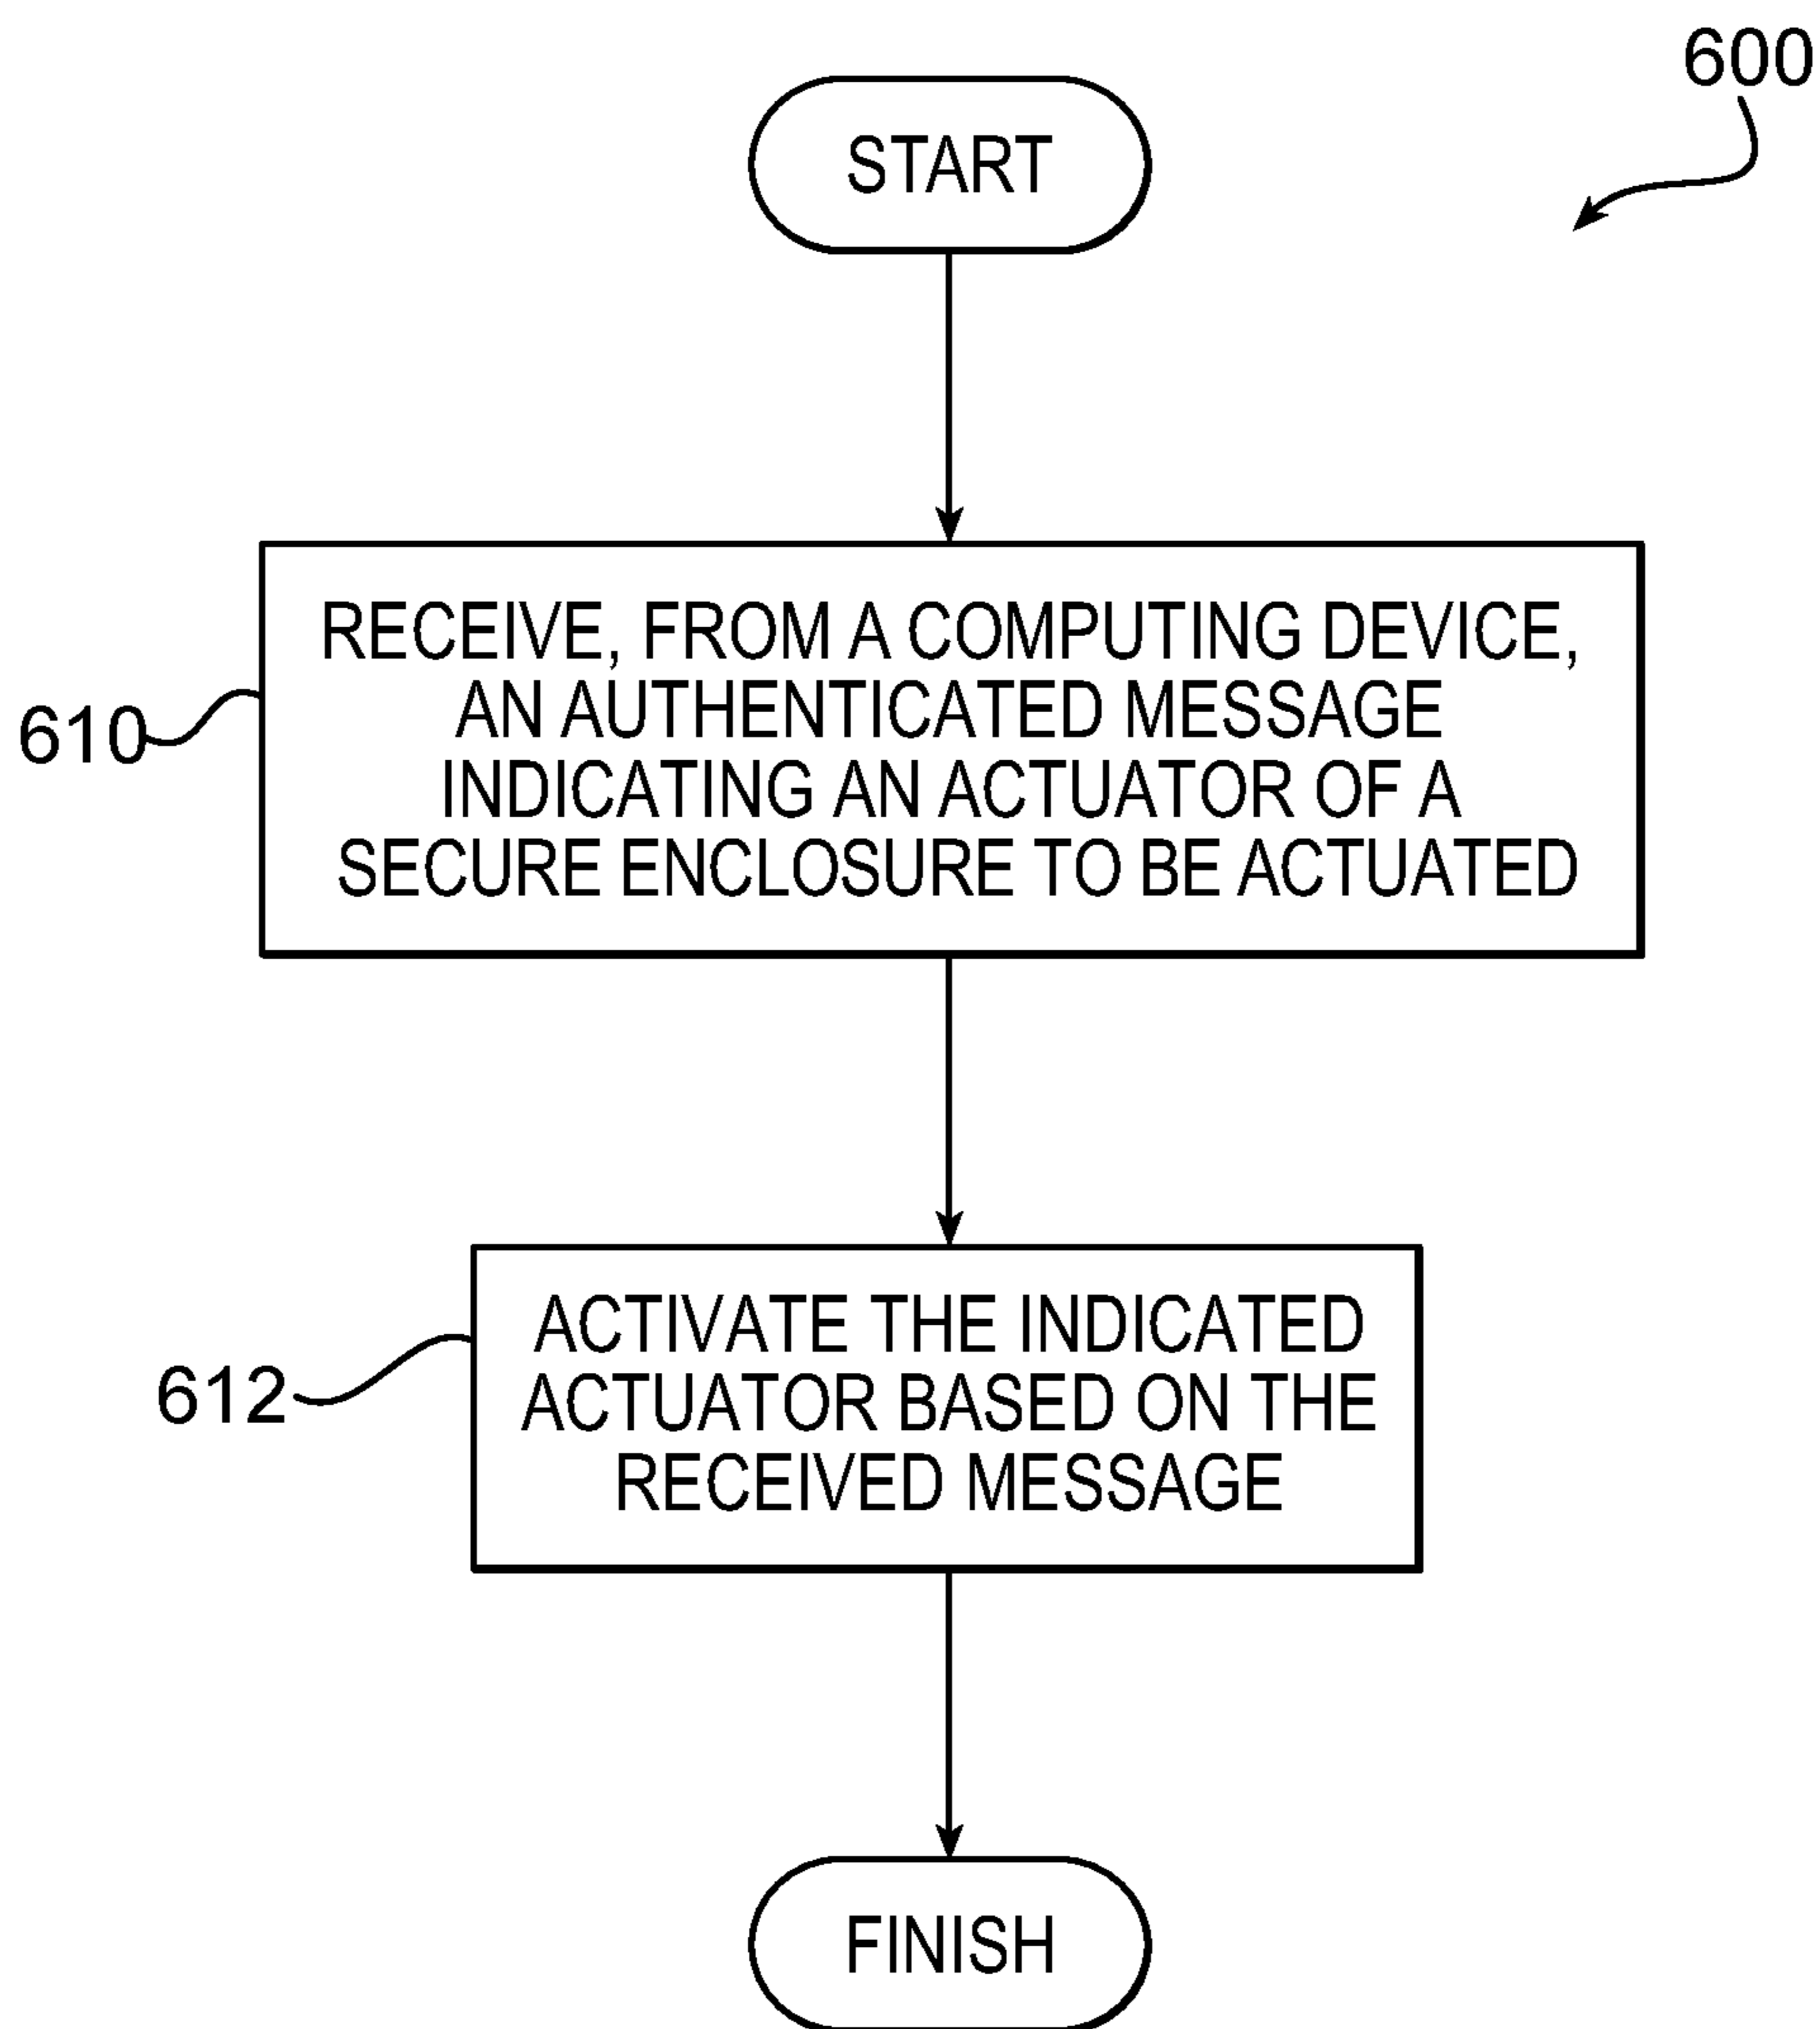 600
START
RECEIVE, FROM A COMPUTING DEVICE,
AN AUTHENTICATED MESSAGE
INDICATING AN ACTUATOR OF A
SECURE ENCLOSURE TO BE ACTUATED
610
ACTIVATE THE INDICATED
ACTUATOR BASED ON THE
RECEIVED MESSAGE
612
FINISH